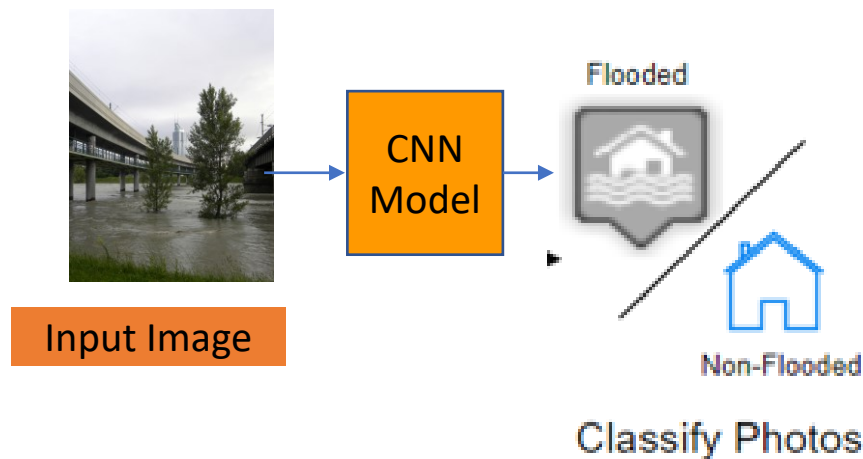 Flooded
CNN
Model
Input Image
Non-Flooded
Classify Photos